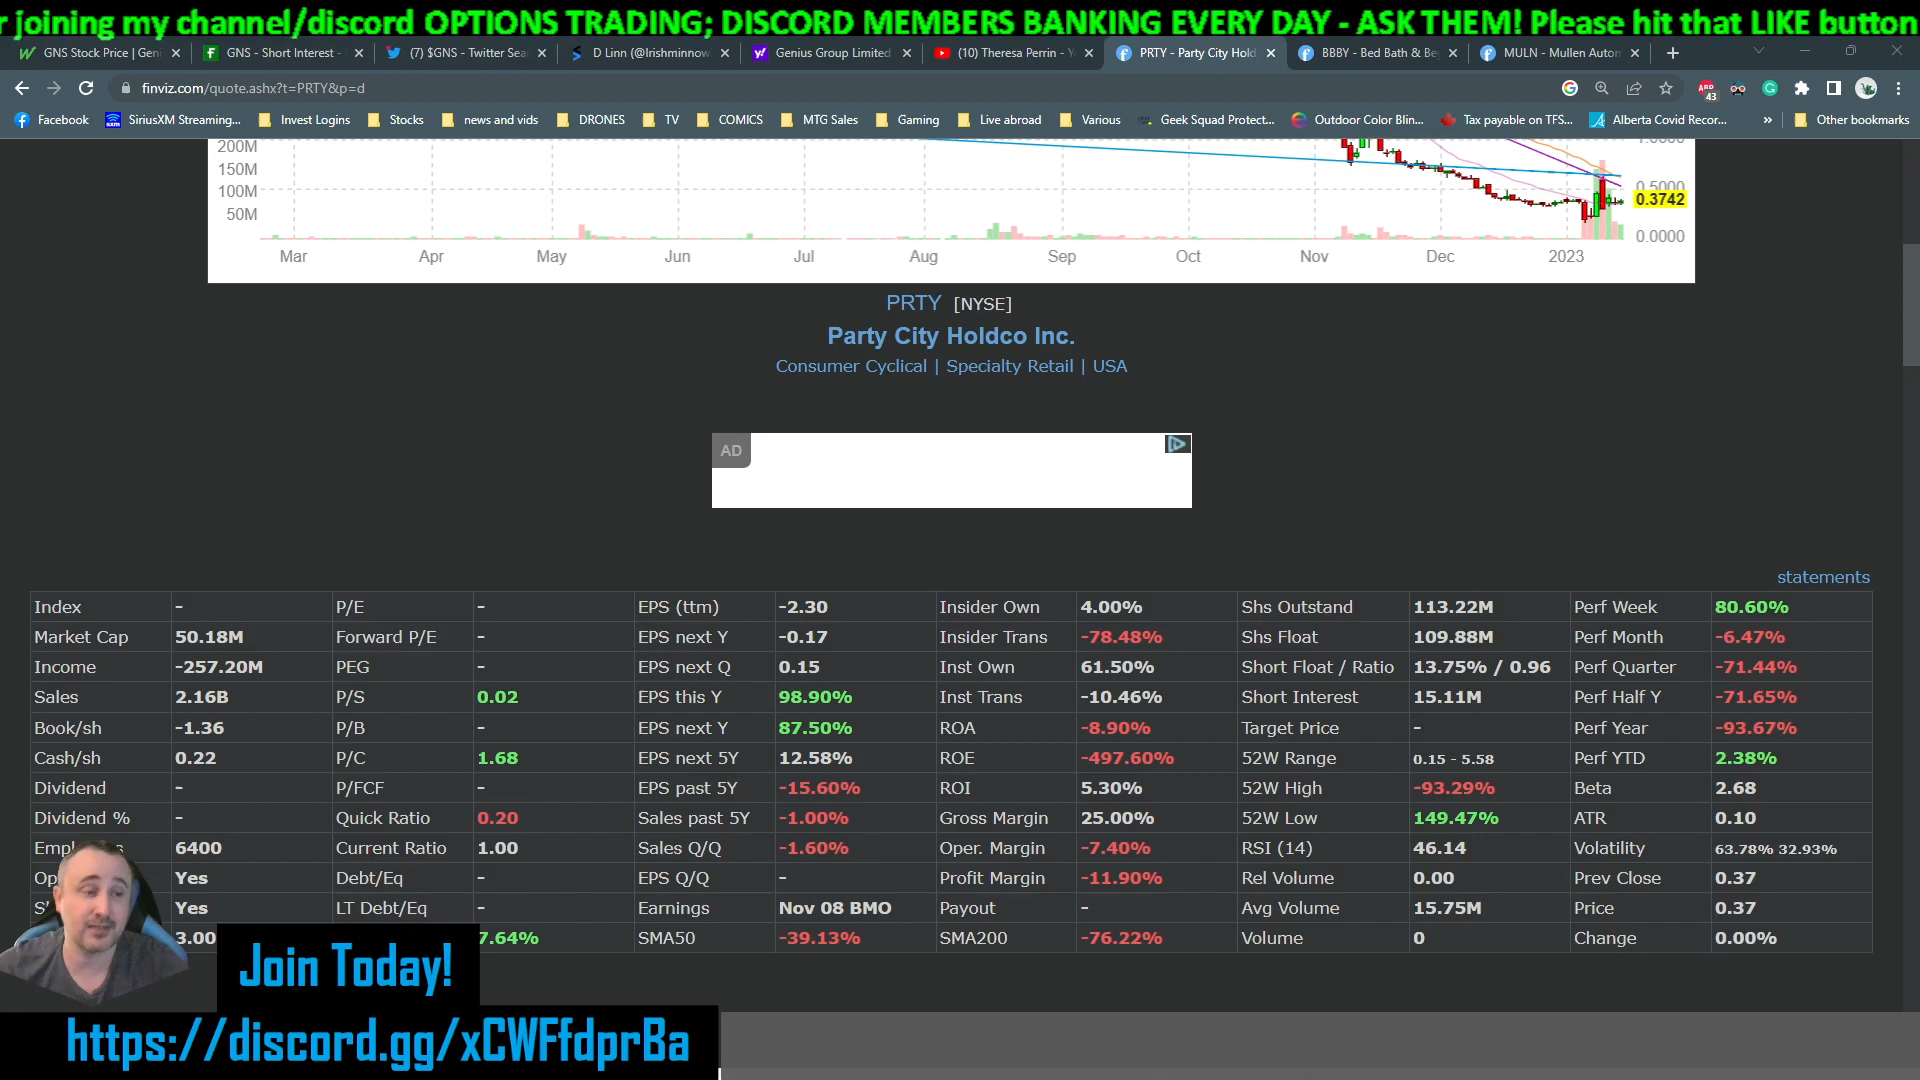 r joining my channel/discord OPTIONS TRADING; DISCORD MEMBERS BANKING EVERY DAY - ASK THEM! Please hit that LIKE button
GNS Stock Price | Gen
GNS - Short Interest -
(7) $GNS - Twitter Sea
D Linn (@Irishminnow
Genius Group Limited
(10) Theresa Perrin - Y
PRTY - Party City Hold
BBBY - Bed Bath & Be
MULN - Mullen Autom
finviz.com/quote.ashx?t=PRTY&p=d
ABD
43
Facebook
SiriusXM Streaming...
Invest Logins
Stocks
news and vids
DRONES
TV
COMICS
MTG Sales
Gaming
Live abroad
Various
Geek Squad Protect...
Outdoor Color Blin...
Tax payable on TFS...
Alberta Covid Recor...
»
Other bookmarks
200M
150M
100M
50M
0.5000
0.3742
0.0000
Mar Apr May Jun Jul Aug Sep Oct Nov Dec 2023
PRTY [NYSE]
Party City Holdco Inc.
Consumer Cyclical | Specialty Retail | USA
AD
statements
Index - P/E - EPS (ttm) -2.30 Insider Own 4.00% Shs Outstand 113.22M Perf Week 80.60%
Market Cap 50.18M Forward P/E - EPS next Y -0.17 Insider Trans -78.48% Shs Float 109.88M Perf Month -6.47%
Income -257.20M PEG - EPS next Q 0.15 Inst Own 61.50% Short Float / Ratio 13.75% / 0.96 Perf Quarter -71.44%
Sales 2.16B P/S 0.02 EPS this Y 98.90% Inst Trans -10.46% Short Interest 15.11M Perf Half Y -71.65%
Book/sh -1.36 P/B - EPS next Y 87.50% ROA -8.90% Target Price - Perf Year -93.67%
Cash/sh 0.22 P/C 1.68 EPS next 5Y 12.58% ROE -497.60% 52W Range 0.15 - 5.58 Perf YTD 2.38%
Dividend - P/FCF - EPS past 5Y -15.60% ROI 5.30% 52W High -93.29% Beta 2.68
Dividend % - Quick Ratio 0.20 Sales past 5Y -1.00% Gross Margin 25.00% 52W Low 149.47% ATR 0.10
6400 Current Ratio 1.00 Sales Q/Q -1.60% Oper. Margin -7.40% RSI (14) 46.14 Volatility 63.78% 32.93%
Op Yes Debt/Eq - EPS Q/Q - Profit Margin -11.90% Rel Volume 0.00 Prev Close 0.37
Yes LT Debt/Eq - Earnings Nov 08 BMO Payout - Avg Volume 15.75M Price 0.37
3.00 7.64% SMA50 -39.13% SMA200 -76.22% Volume 0 Change 0.00%
Join Today!
https://discord.gg/xCWFfdprBa